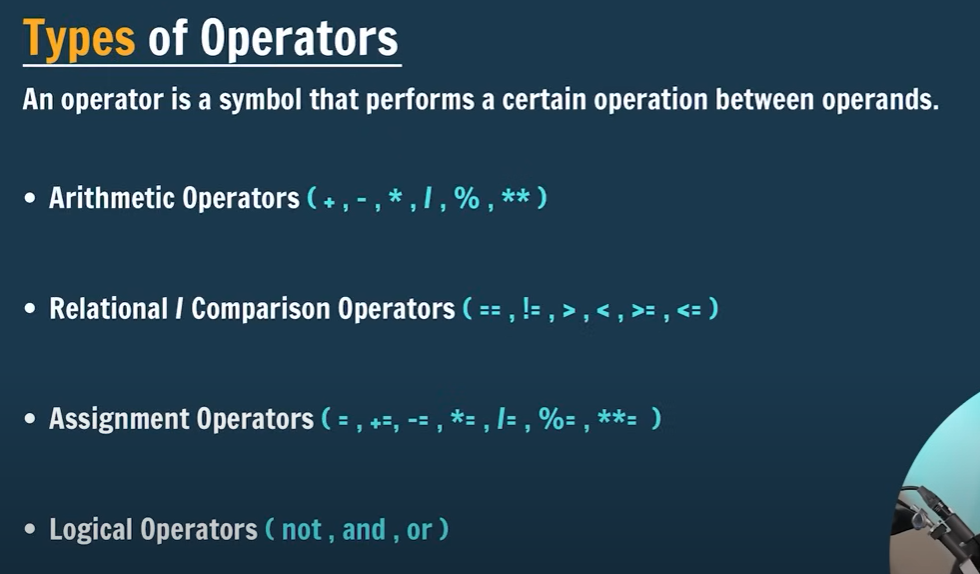 Types of Operators
An operator is a symbol that performs a certain operation between operands.
• Arithmetic Operators ( + , - , * , / , % , ** )
• Relational / Comparison Operators ( == , != , > , < , >= , <= )
• Assignment Operators ( = , +=, -= , *= , /= , %= , **= )
• Logical Operators ( not , and , or )